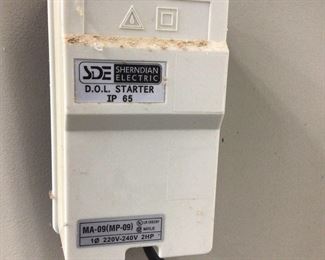 SDE SHERNDIAN
ELECTRIC
D.O.L. STARTER
IP 65
MA-09(MP-09)
1Ø 220V-240V 2HP